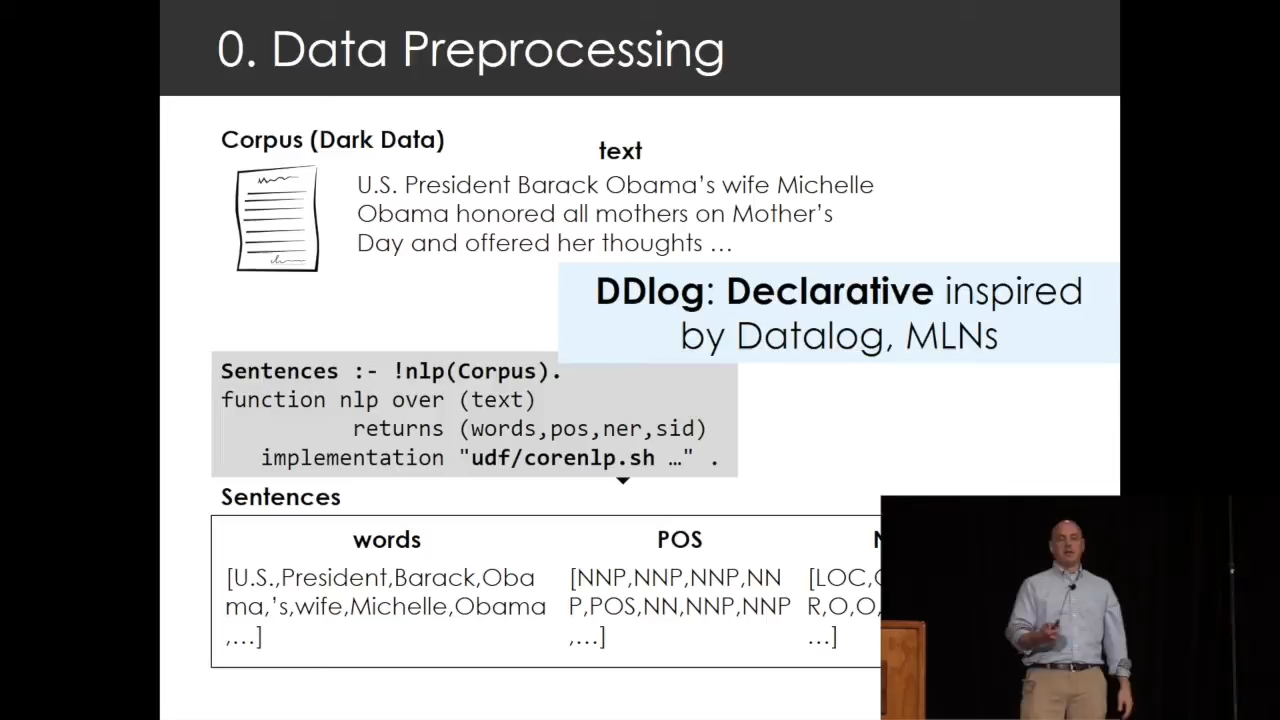 0. Data Preprocessing
Corpus (Dark Data)
text
U.S. President Barack Obama’s wife Michelle
Obama honored all mothers on Mother’s
Day and offered her thoughts …
DDlog: Declarative inspired
by Datalog, MLNs
Sentences :- !nlp(Corpus).
function nlp over (text)
returns (words,pos,ner,sid)
implementation "udf/corenlp.sh …" .
Sentences
words POS
[U.S.,President,Barack,Oba
ma,’s,wife,Michelle,Obama
,…]
[NNP,NNP,NNP,NN
P,POS,NN,NNP,NNP
,…]
[LOC,
R,O,O,
…]